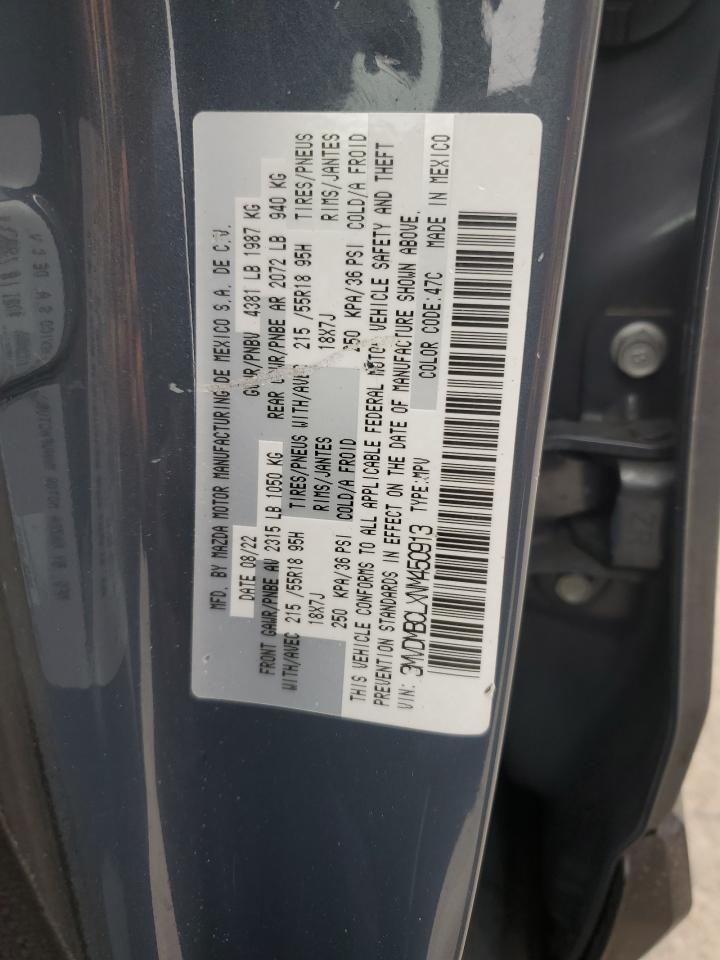 MFD. BY MAZDA MOTOR MANUFACTURING DE MEXICO S.A. DE C.V.
DATE 08/22 GVWR/PNBV 4381 LB 1987 KG
FRONT GAWR/PNBE AV 2315 LB 1050 KG REAR GAWR/PNBE AR 2072 LB 940 KG
WITH/AVEC 215 /55R18 95H TIRES/PNEUS WITH/AVEC 215 /55R18 95H TIRES/PNEUS
18X7J RIMS/JANTES 18X7J RIMS/JANTES
250 KPA/36 PSI COLD/A FROID 250 KPA/36 PSI COLD/A FROID
THIS VEHICLE CONFORMS TO ALL APPLICABLE FEDERAL MOTOR VEHICLE SAFETY AND THEFT
PREVENTION STANDARDS IN EFFECT ON THE DATE OF MANUFACTURE SHOWN ABOVE.
VIN: 3MVDMBCLXNM450913 TYPE:MPV COLOR CODE:47C MADE IN MEXICO